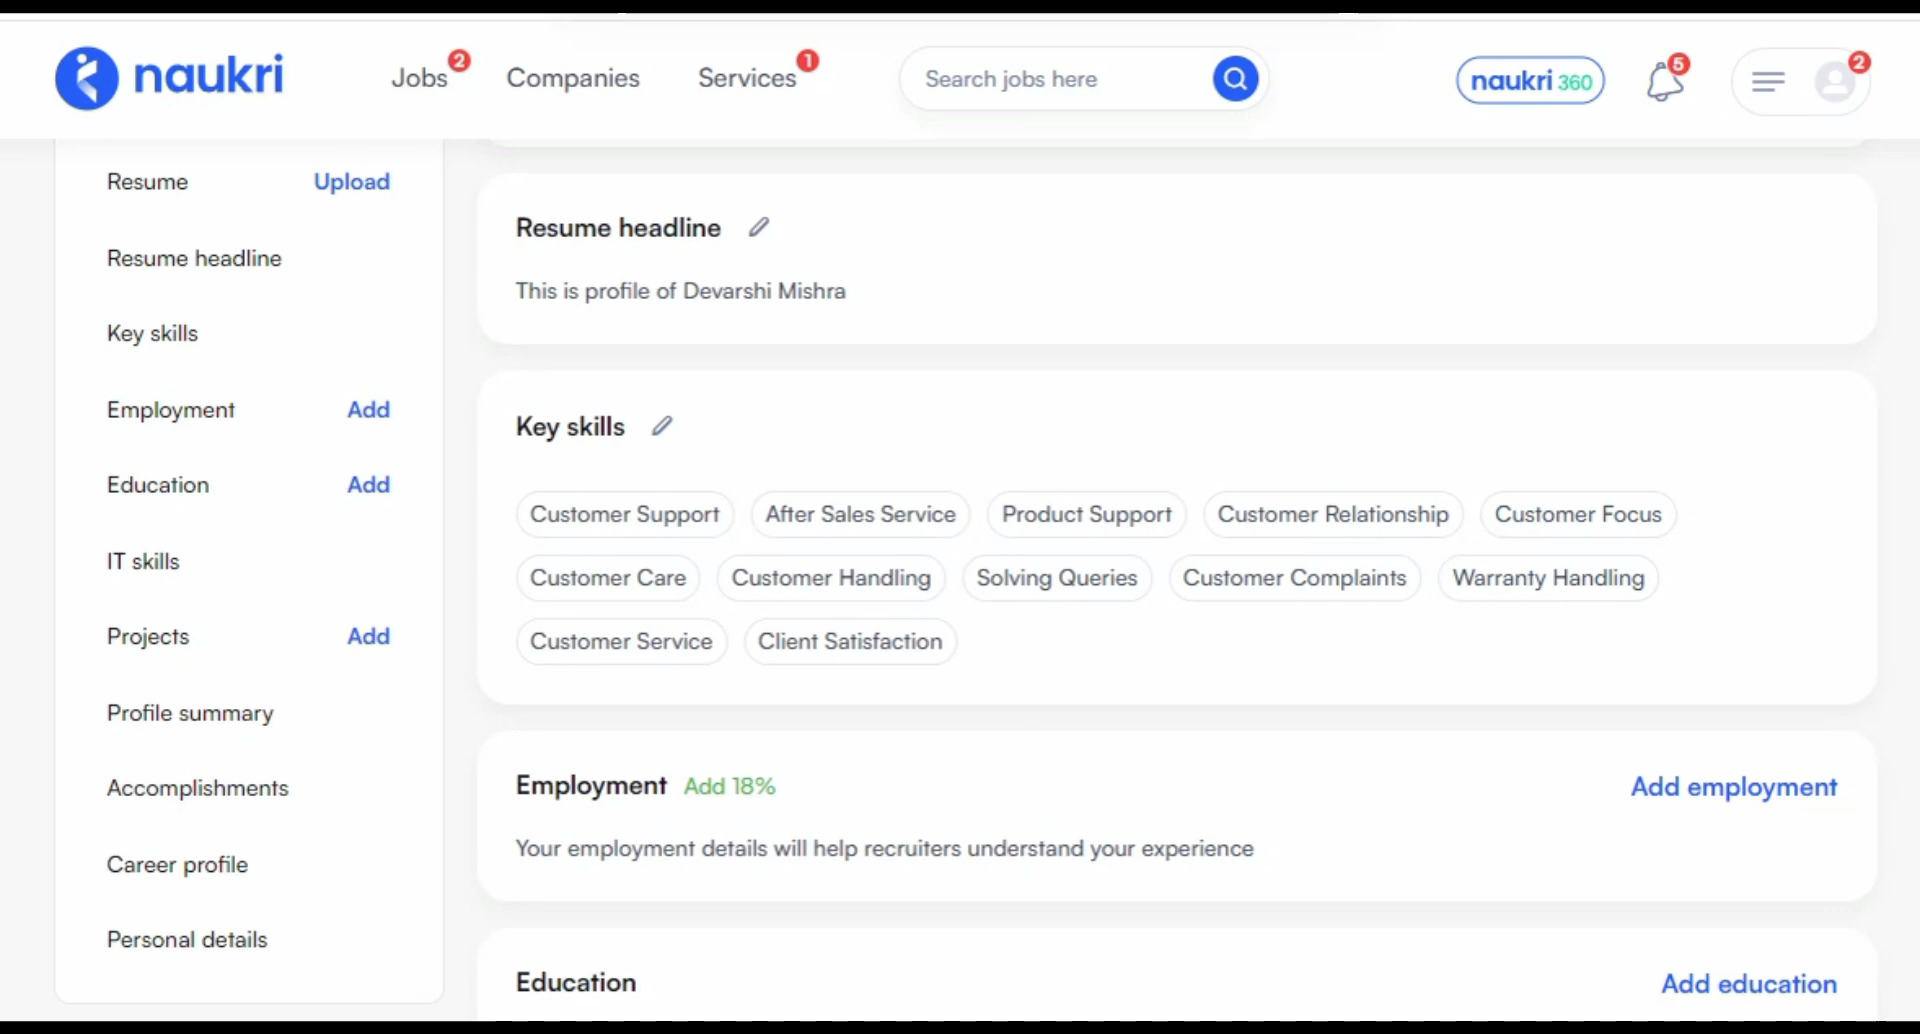 naukri Jobs 2 Companies Services 1 Search jobs here naukri 360 5 2
Resume Upload
Resume headline
Key skills
Employment Add
Education Add
IT skills
Projects Add
Profile summary
Accomplishments
Career profile
Personal details
Resume headline
This is profile of Devarshi Mishra
Key skills
Customer Support After Sales Service Product Support Customer Relationship Customer Focus
Customer Care Customer Handling Solving Queries Customer Complaints Warranty Handling
Customer Service Client Satisfaction
Employment Add 18% Add employment
Your employment details will help recruiters understand your experience
Education Add education